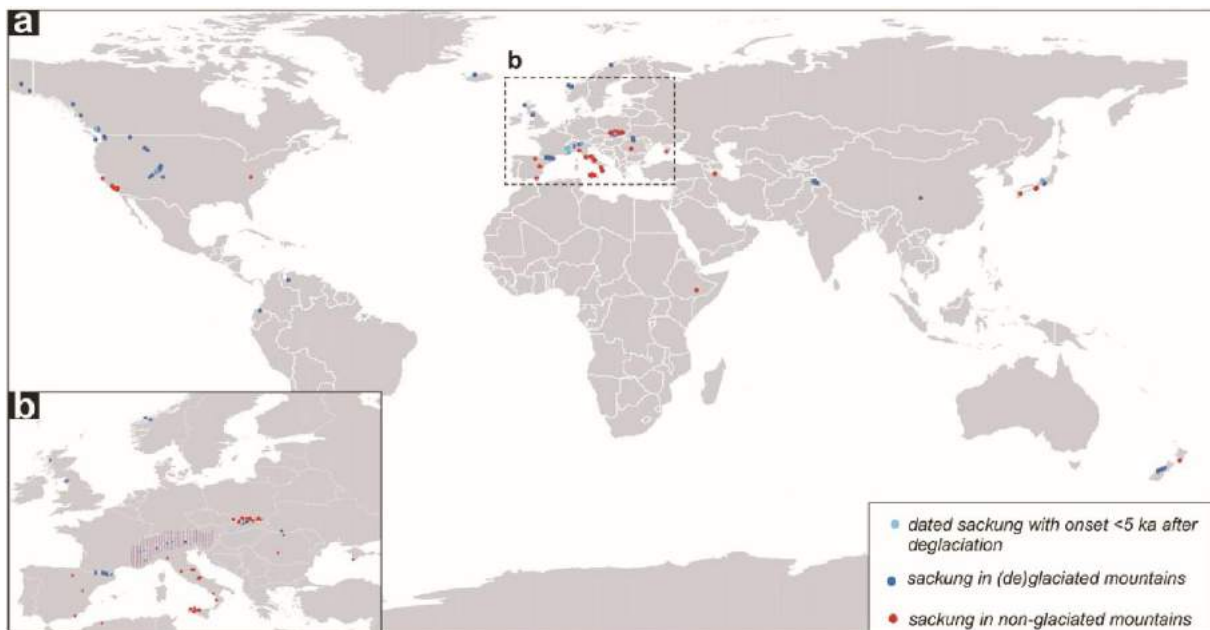 a
b
b
dated sackung with onset <5 ka after
deglaciation
sackung in (de)glaciated mountains
sackung in non-glaciated mountains